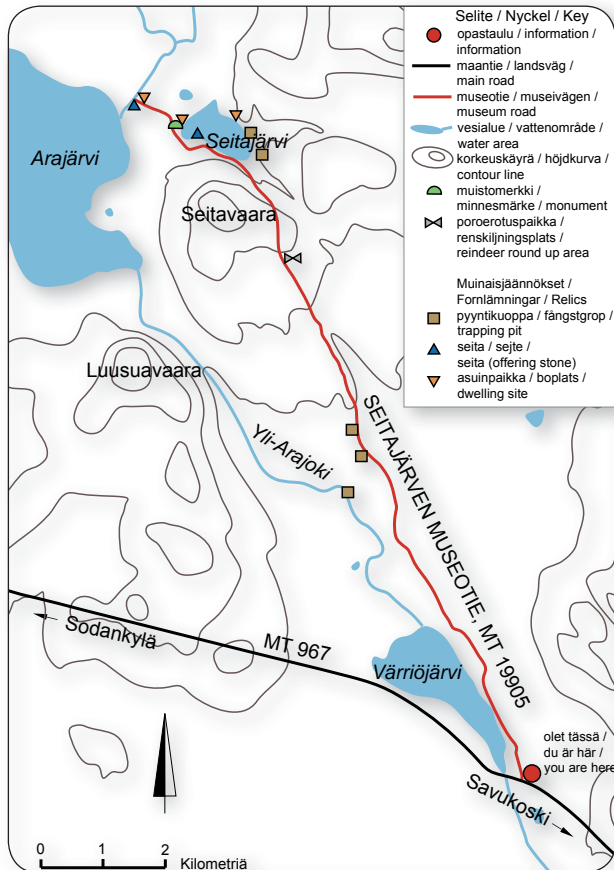 Selite / Nyckel / Key
opastaulu / information /
information
maantie / landsväg /
main road
museotie / museivägen /
museum road
vesialue / vattenområde /
water area
korkeuskäyrä / höjdkurva /
contour line
muistomerkki /
minnesmärke / monument
poroerotuspaikka /
renskiljningsplats /
reindeer round up area
Muinaisjäännökset /
Fornlämningar / Relics
pyyntikuoppa / fångstgrop /
trapping pit
seita / sejte /
seita (offering stone)
asuinpaikka / boplats /
dwelling site
Arajärvi
Seitajärvi
Seitavaara
Luusuavaara
Yli-Arajoki
SEITAJÄRVEN MUSEOTIE, MT 19905
Sodankylä
MT 967
Värriöjärvi
olet tässä /
du är här /
you are here
Savukoski
0 1 2
Kilometriä